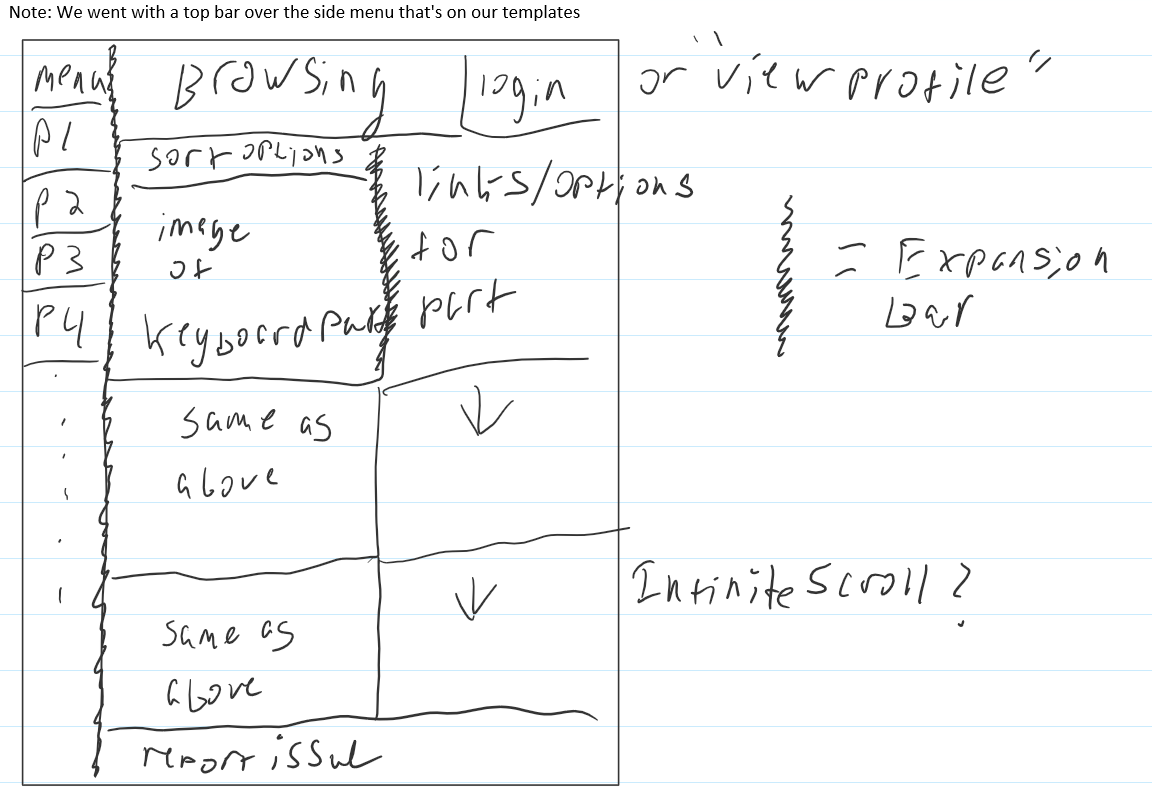 Note: We went with a top bar over the side menu that's on our templates
menu
Browsing
login
or "view profile"
P1
sort options
links/options
P2
image
for
= Expansion
P3
of
bar
P4
keyboard part
part
same as
above
Infinite Scroll?
same as
above
report issue